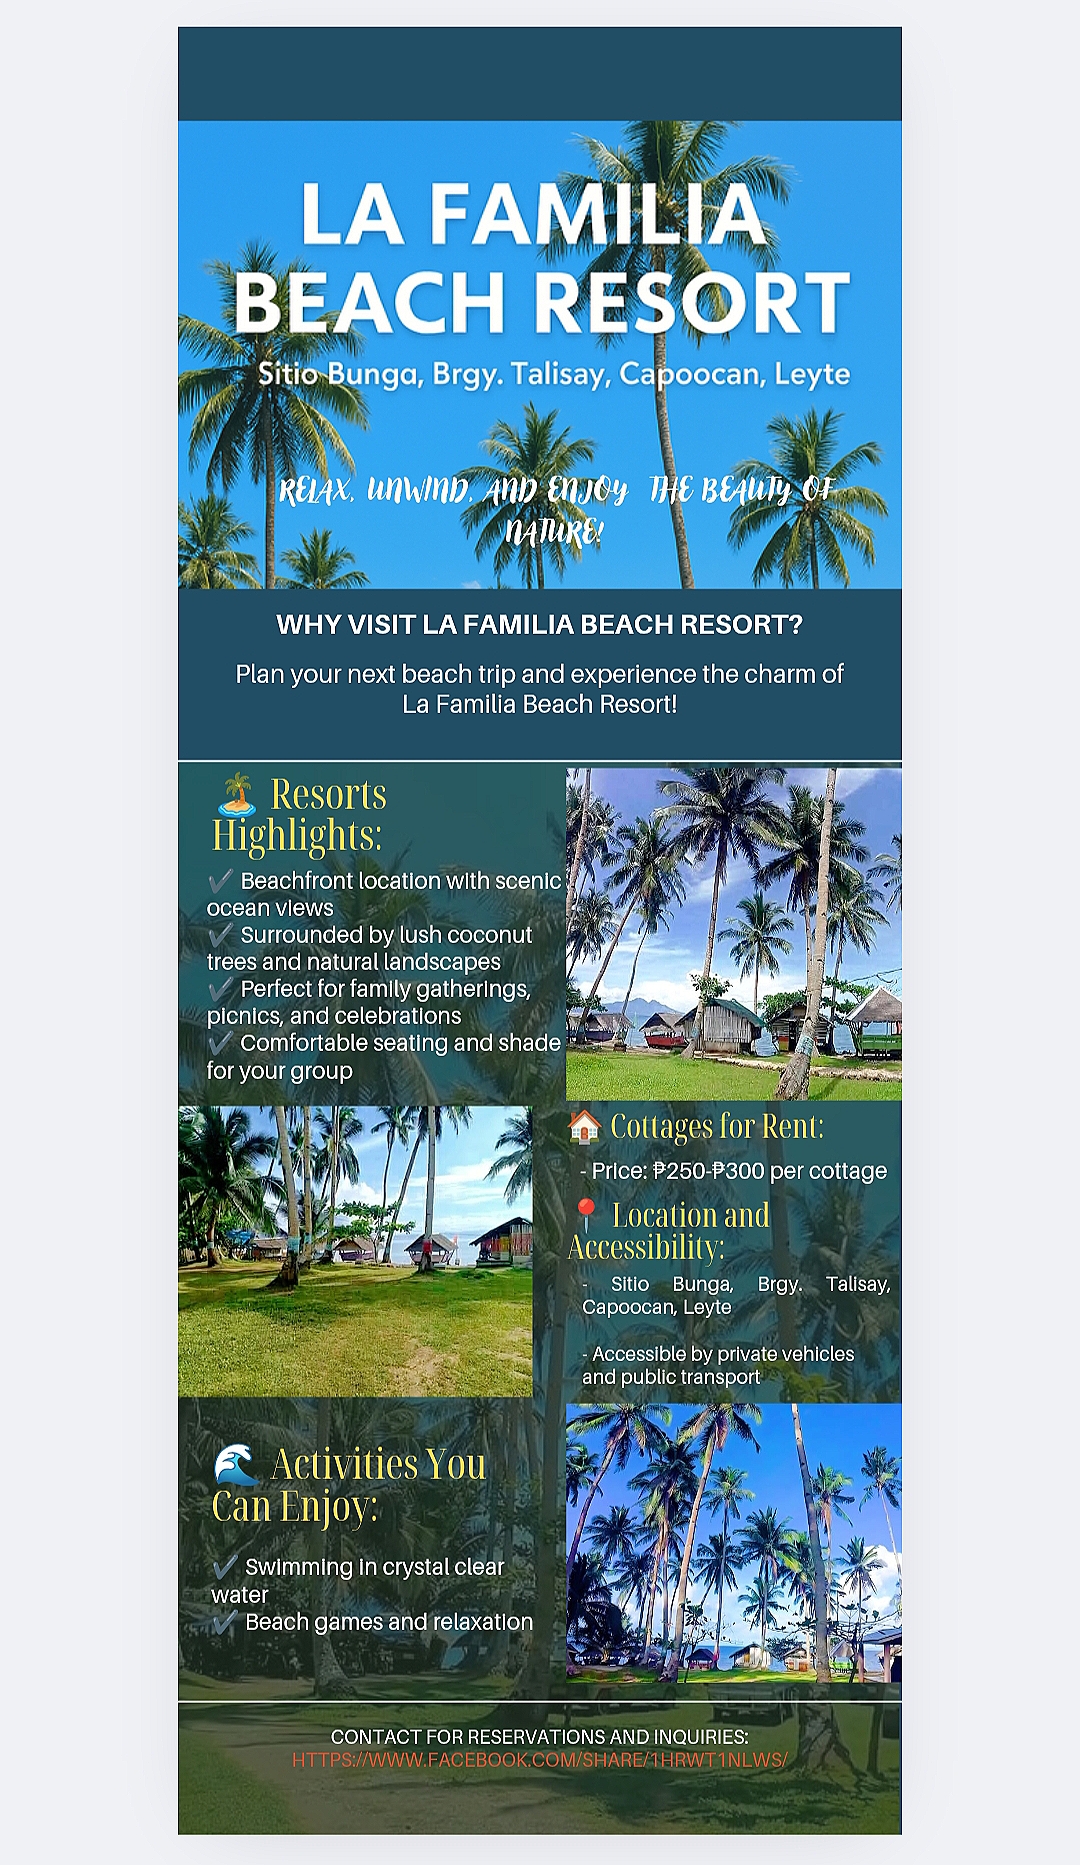 LA FAMILIA
BEACH RESORT
Sitio Bunga, Brgy. Talisay, Capoocan, Leyte
RELAX, UNWIND, AND ENJOY THE BEAUTY OF
NATURE!
WHY VISIT LA FAMILIA BEACH RESORT?
Plan your next beach trip and experience the charm of
La Familia Beach Resort!
🏝️ Resorts
Highlights:
✔️ Beachfront location with scenic
ocean views
✔️ Surrounded by lush coconut
trees and natural landscapes
✔️ Perfect for family gatherings,
picnics, and celebrations
✔️ Comfortable seating and shade
for your group
🏠 Cottages for Rent:
- Price: ₱250-₱300 per cottage
📍 Location and
Accessibility:
- Sitio Bunga, Brgy. Talisay,
Capoocan, Leyte
- Accessible by private vehicles
and public transport
🌊 Activities You
Can Enjoy:
✔️ Swimming in crystal clear
water
✔️ Beach games and relaxation
CONTACT FOR RESERVATIONS AND INQUIRIES:
HTTPS://WWW.FACEBOOK.COM/SHARE/1HRWT1NLWS/